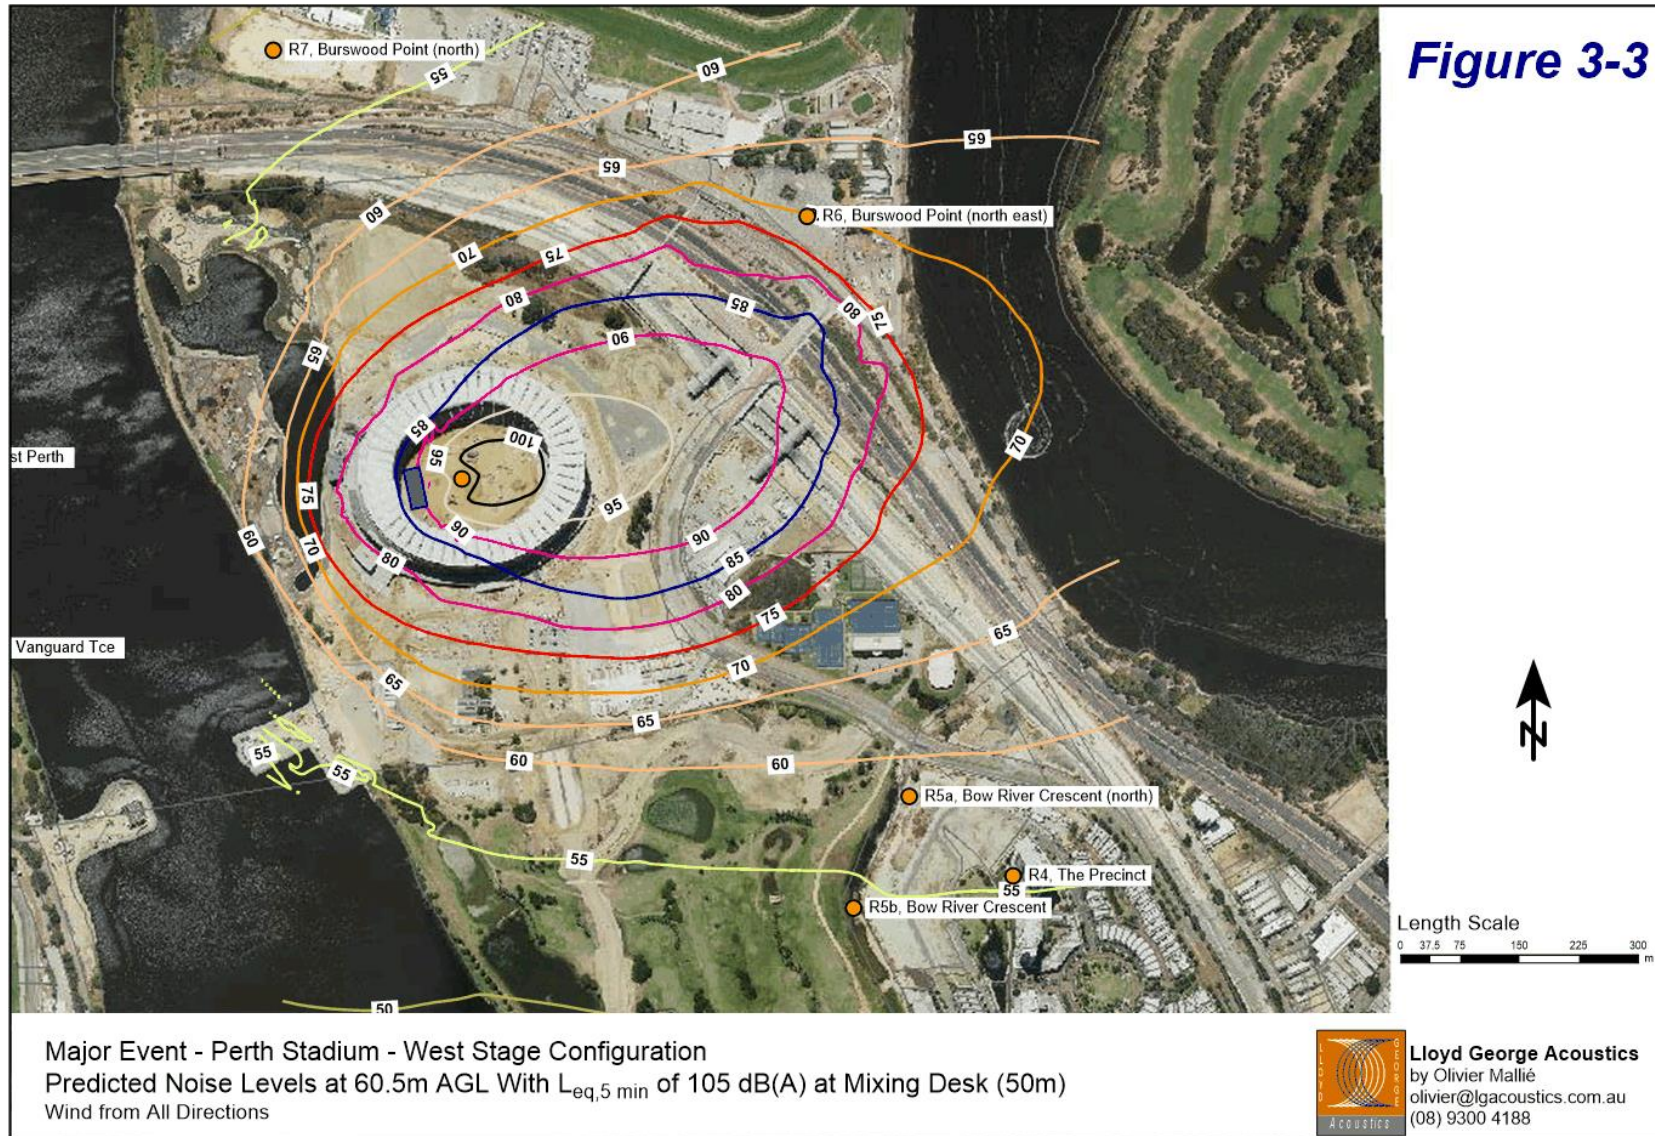 Figure 3-3
R7, Burswood Point (north)
55
60
65
65
60
R6, Burswood Point (north east)
70
75
80
85
80
75
90
65
85
100
95
70
st Perth
75
95
90
60
70
90
80
85
80
75
65
Vanguard Tce
70
65
65
55
60
60
55
R5a, Bow River Crescent (north)
55
R4, The Precinct
55
R5b, Bow River Crescent
50
N
Length Scale
0 37.5 75 150 225 300
m
Major Event - Perth Stadium - West Stage Configuration
Predicted Noise Levels at 60.5m AGL With Leq,5 min of 105 dB(A) at Mixing Desk (50m)
Wind from All Directions
LLOYD
GEORGE
Acoustics
Lloyd George Acoustics
by Olivier Mallié
olivier@lgacoustics.com.au
(08) 9300 4188